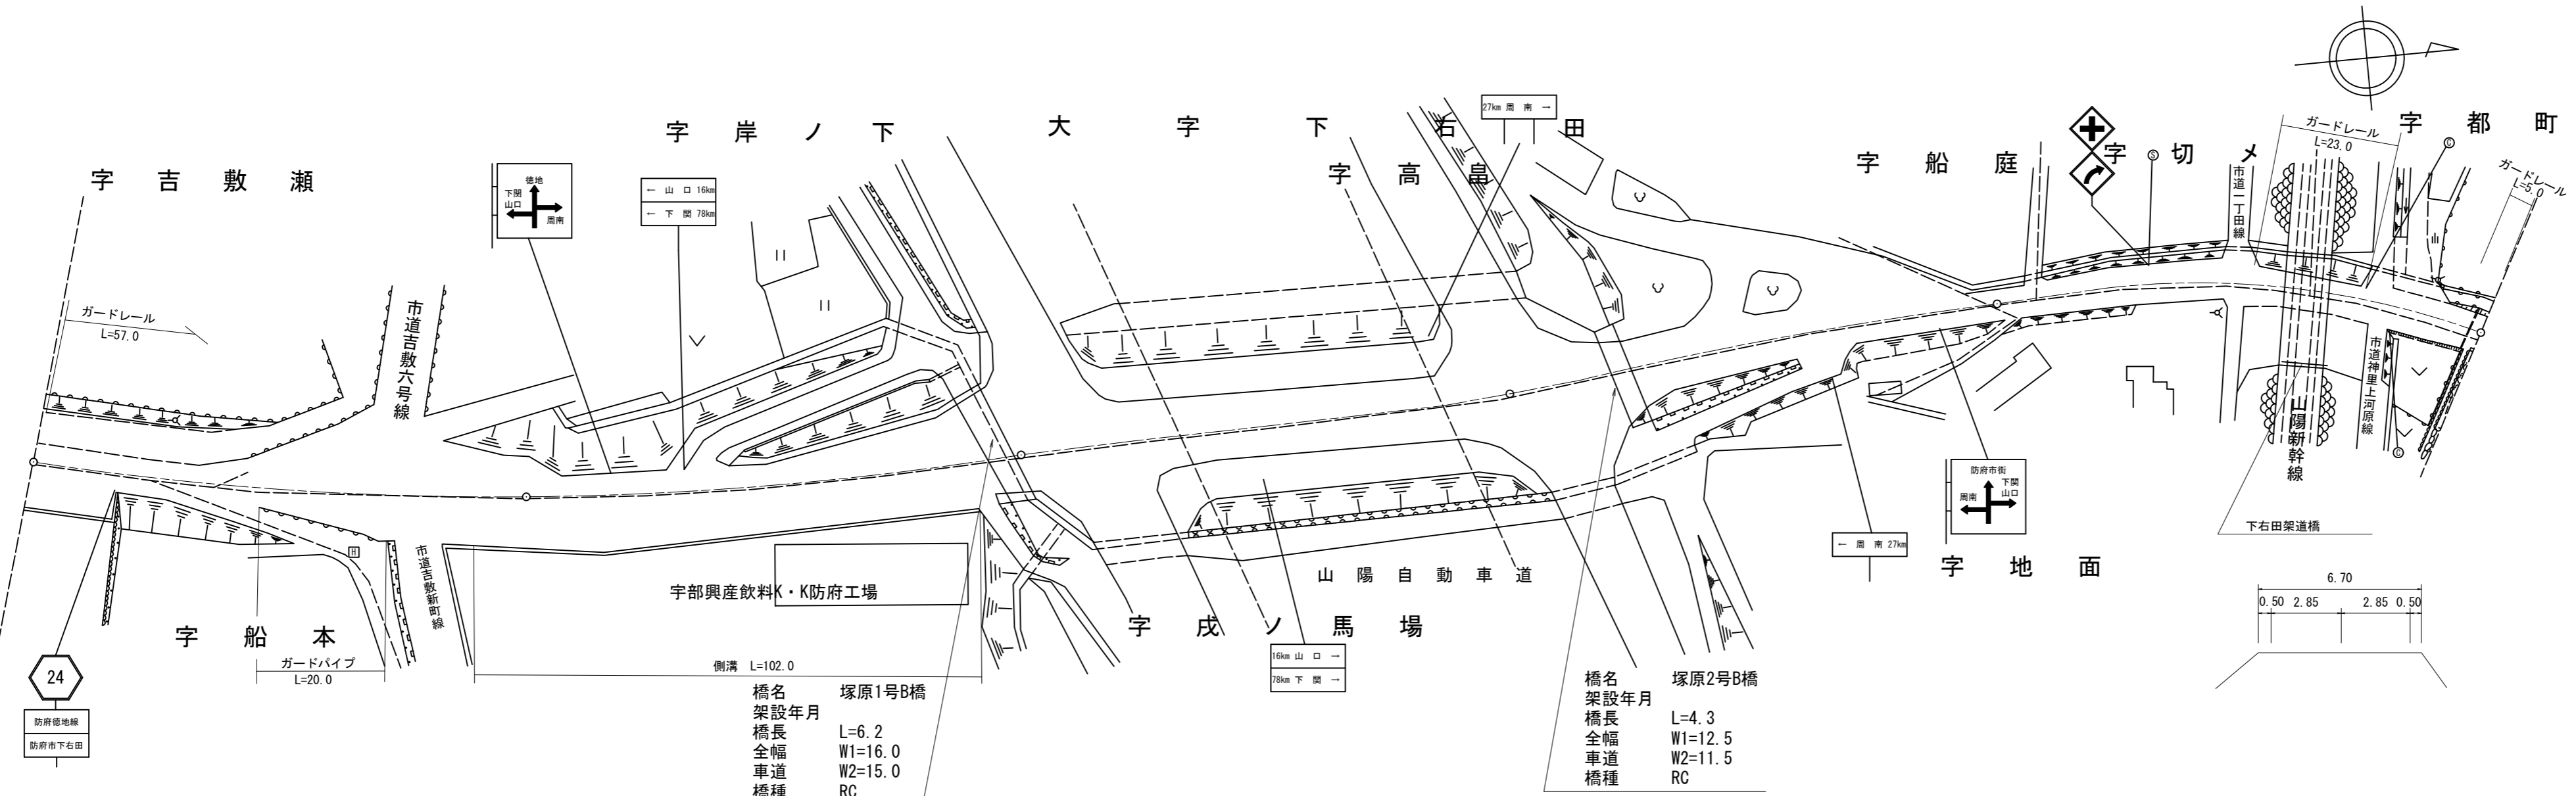 字吉敷瀬
字岸ノ下
大字下右田
字高畠
字船庭
字切メ
字都町
ガードレール
L=57.0
市道吉敷六号線
徳地
下関
山口
周南
← 山口 16km
← 下関 78km
27km 周南 →
市道一丁田線
ガードレール
L=23.0
S
C
ガードレール
L=5.0
市道神里上河原線
山陽新幹線
C
下右田架道橋
防府市街
周南
下関
山口
← 周南 27km
字地面
6.70
0.50 2.85 2.85 0.50
山陽自動車道
字戌ノ馬場
16km 山口 →
78km 下関 →
H
市道吉敷新町線
宇部興産飲料K・K防府工場
側溝 L=102.0
字船本
ガードパイプ
L=20.0
24
防府徳地線
防府市下右田
橋名 塚原1号B橋
架設年月
橋長 L=6.2
全幅 W1=16.0
車道 W2=15.0
橋種 RC
橋名 塚原2号B橋
架設年月
橋長 L=4.3
全幅 W1=12.5
車道 W2=11.5
橋種 RC